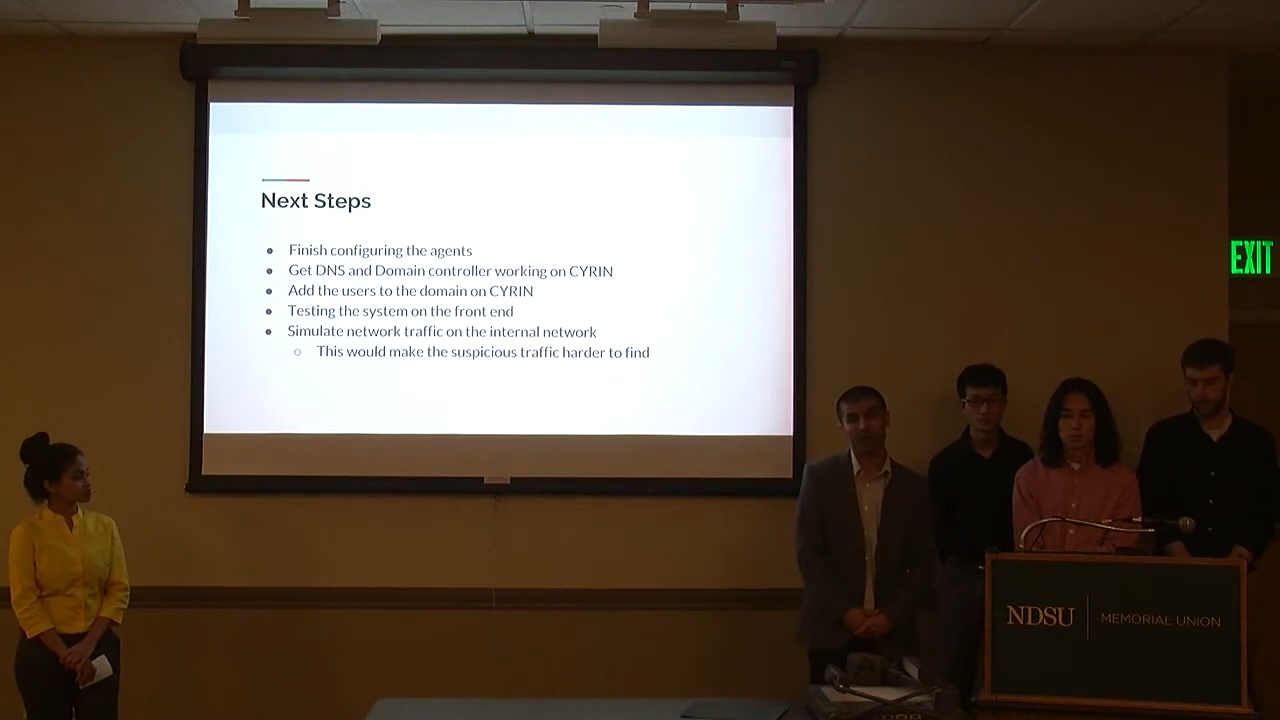 Next Steps
● Finish configuring the agents
● Get DNS and Domain controller working on CYRIN
● Add the users to the domain on CYRIN
● Testing the system on the front end
● Simulate network traffic on the internal network
○ This would make the suspicious traffic harder to find
EXIT
NDSU | MEMORIAL UNION